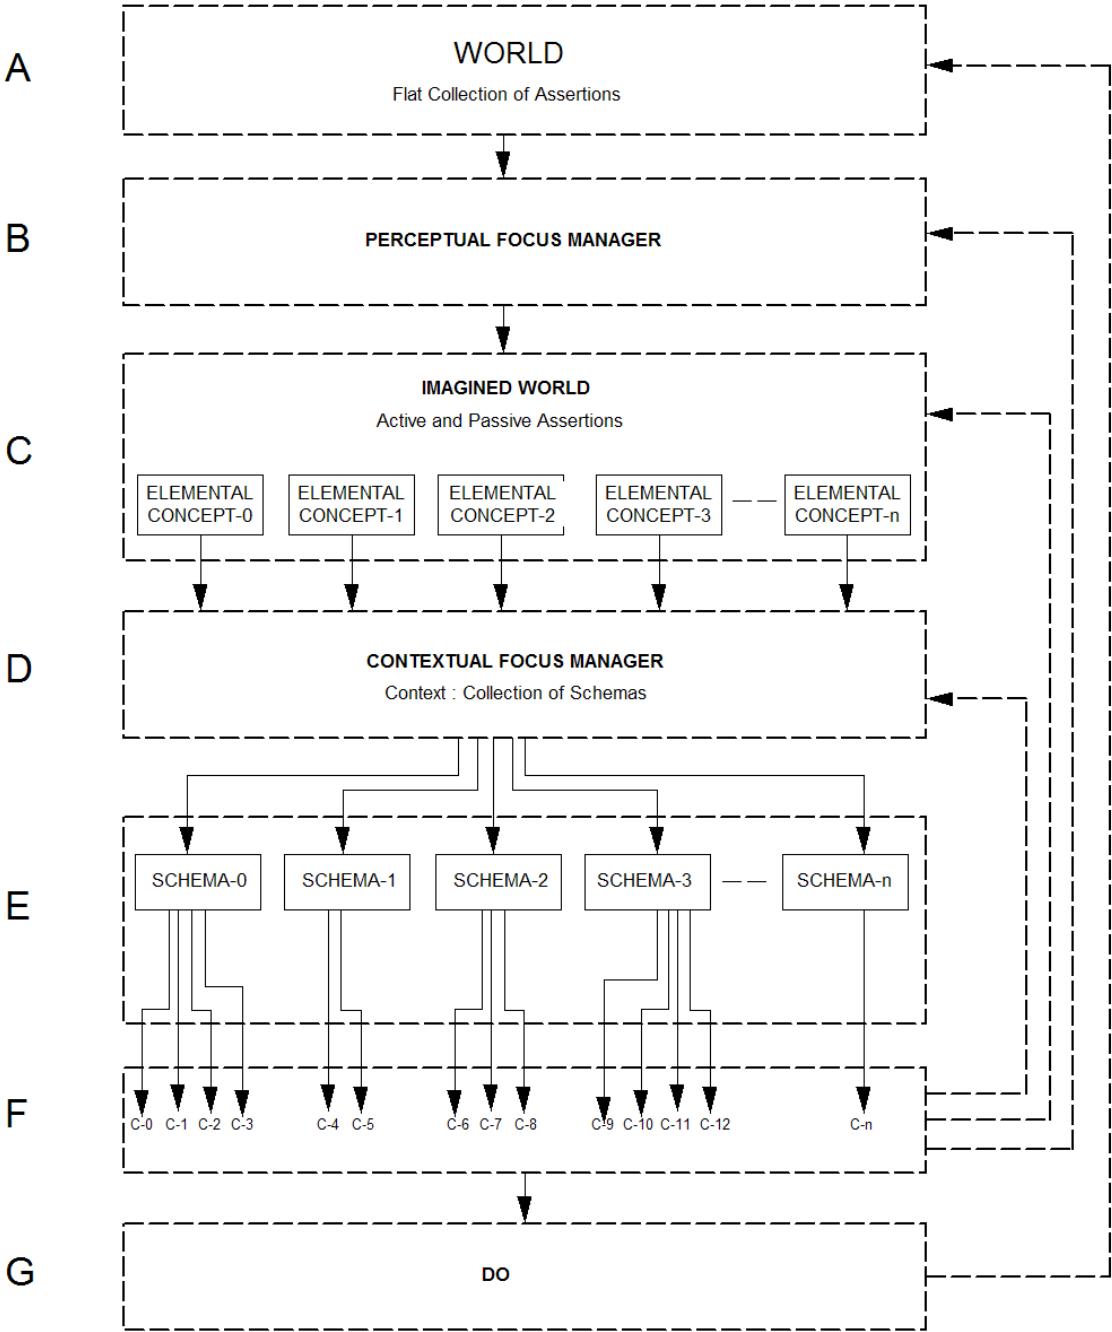 A
WORLD
Flat Collection of Assertions
B
PERCEPTUAL FOCUS MANAGER
IMAGINED WORLD
Active and Passive Assertions
C
ELEMENTAL CONCEPT-0
ELEMENTAL CONCEPT-1
ELEMENTAL CONCEPT-2
ELEMENTAL CONCEPT-3
ELEMENTAL CONCEPT-n
D
CONTEXTUAL FOCUS MANAGER
Context : Collection of Schemas
E
SCHEMA-0
SCHEMA-1
SCHEMA-2
SCHEMA-3
SCHEMA-n
F
C-0 C-1 C-2 C-3 C-4 C-5 C-6 C-7 C-8 C-9 C-10 C-11 C-12 C-n
G
DO